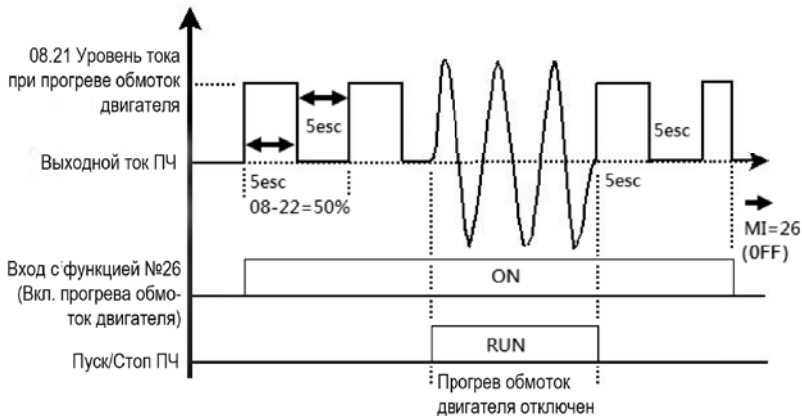 08.21 Уровень тока
при прогреве обмоток
двигателя
5esc
5esc
Выходной ток ПЧ
5esc
08-22=50%
5esc
MI=26
(0FF)
Вход с функцией №26
(Вкл. прогрева обмо-
ток двигателя)
ON
RUN
Пуск/Стоп ПЧ
Прогрев обмоток
двигателя отключен